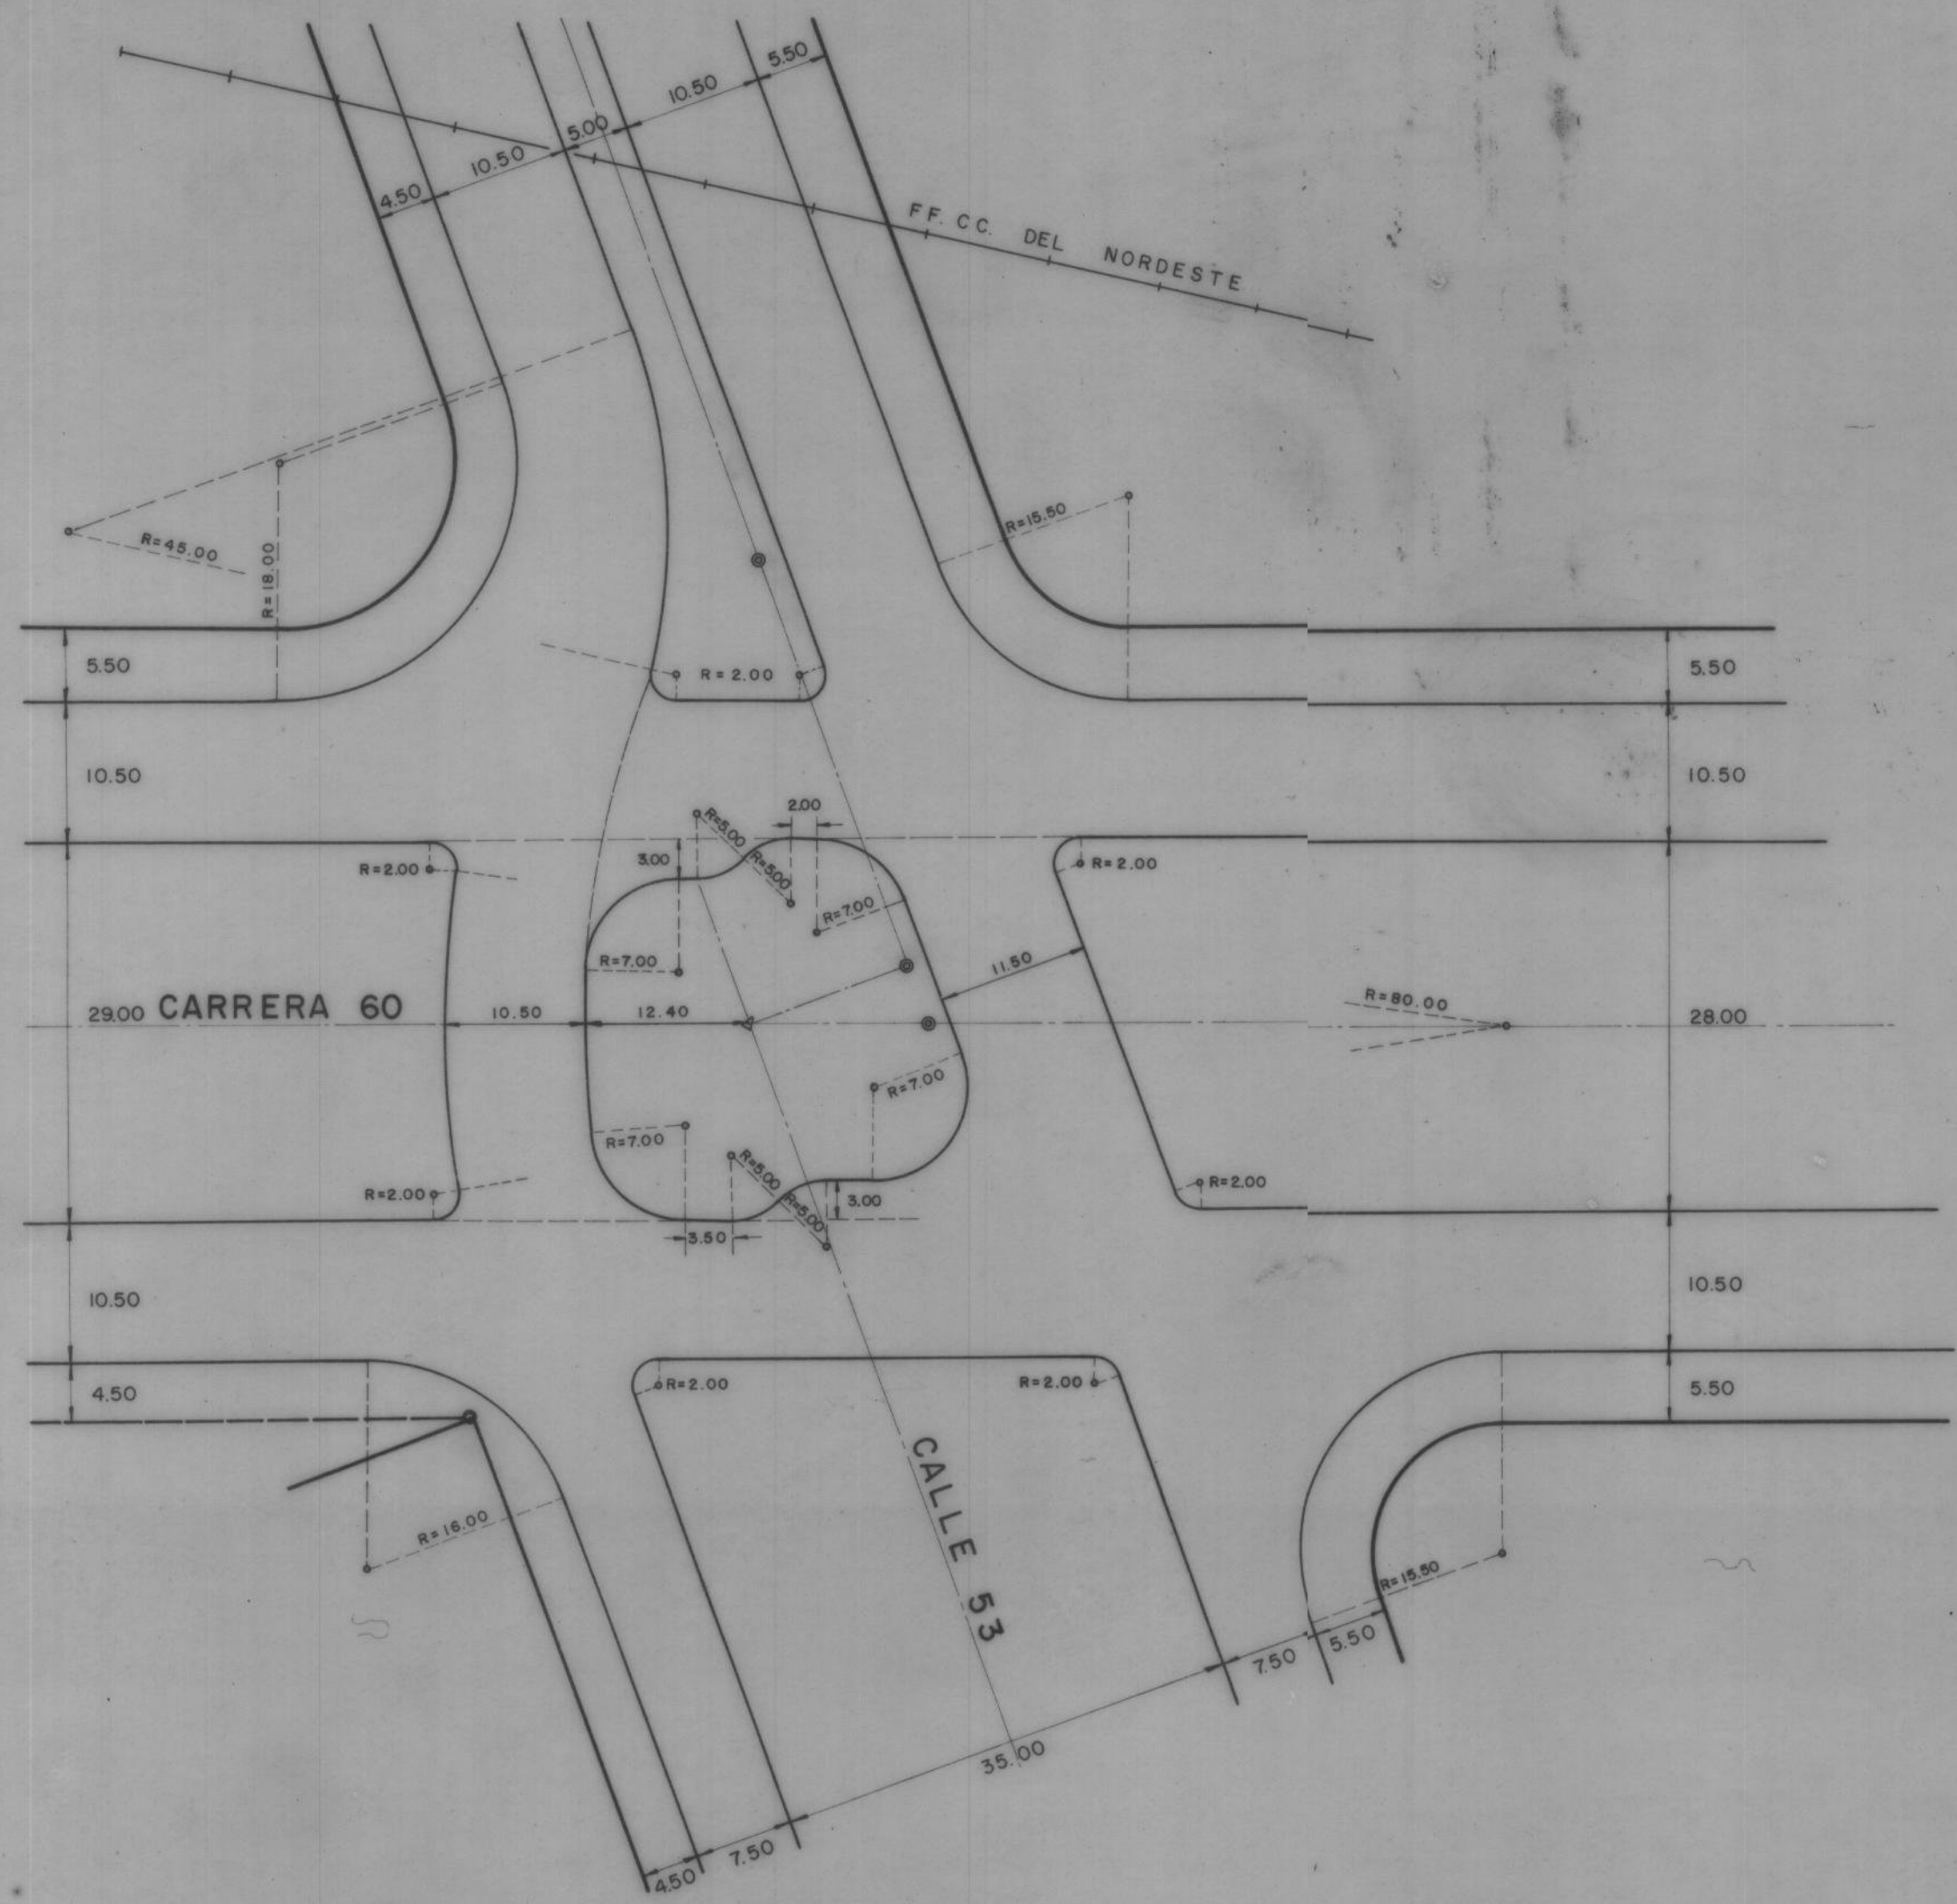 5.50
10.50
5.00
10.50
4.50
FF. CC. DEL NORDESTE
R=15.50
R=45.00
R=18.00
5.50
R=2.00
5.50
10.50
10.50
2.00
R=5.00
3.00
R=5.00
R=2.00
R=2.00
R=7.00
R=7.00
11.50
R=80.00
29.00
CARRERA 60
10.50
12.40
28.00
R=7.00
R=7.00
R=5.00
R=2.00
R=2.00
R=5.00
3.00
3.50
10.50
10.50
4.50
R=2.00
R=2.00
5.50
CALLE 53
R=16.00
R=15.50
5.50
7.50
35.00
7.50
4.50